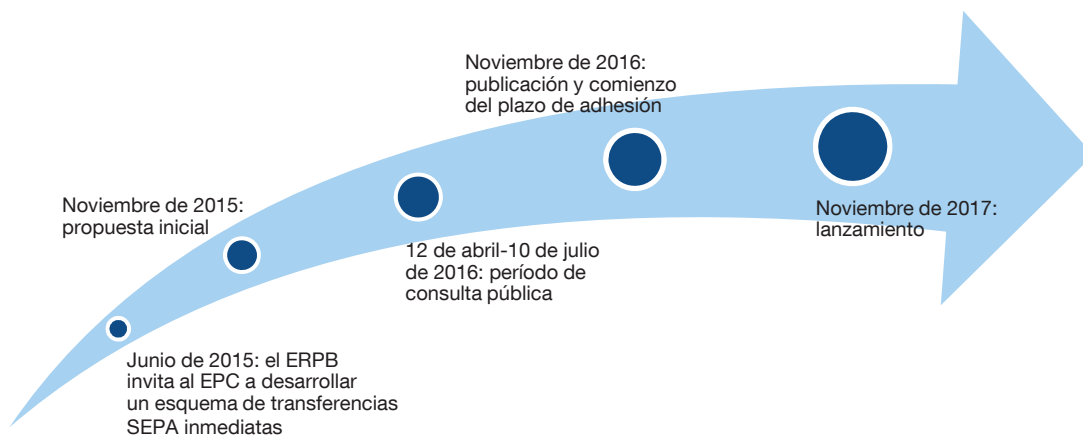 Noviembre de 2016:
publicación y comienzo
del plazo de adhesión
Noviembre de 2015:
propuesta inicial
Noviembre de 2017:
lanzamiento
12 de abril-10 de julio
de 2016: período de
consulta pública
Junio de 2015: el ERPB
invita al EPC a desarrollar
un esquema de transferencias
SEPA inmediatas